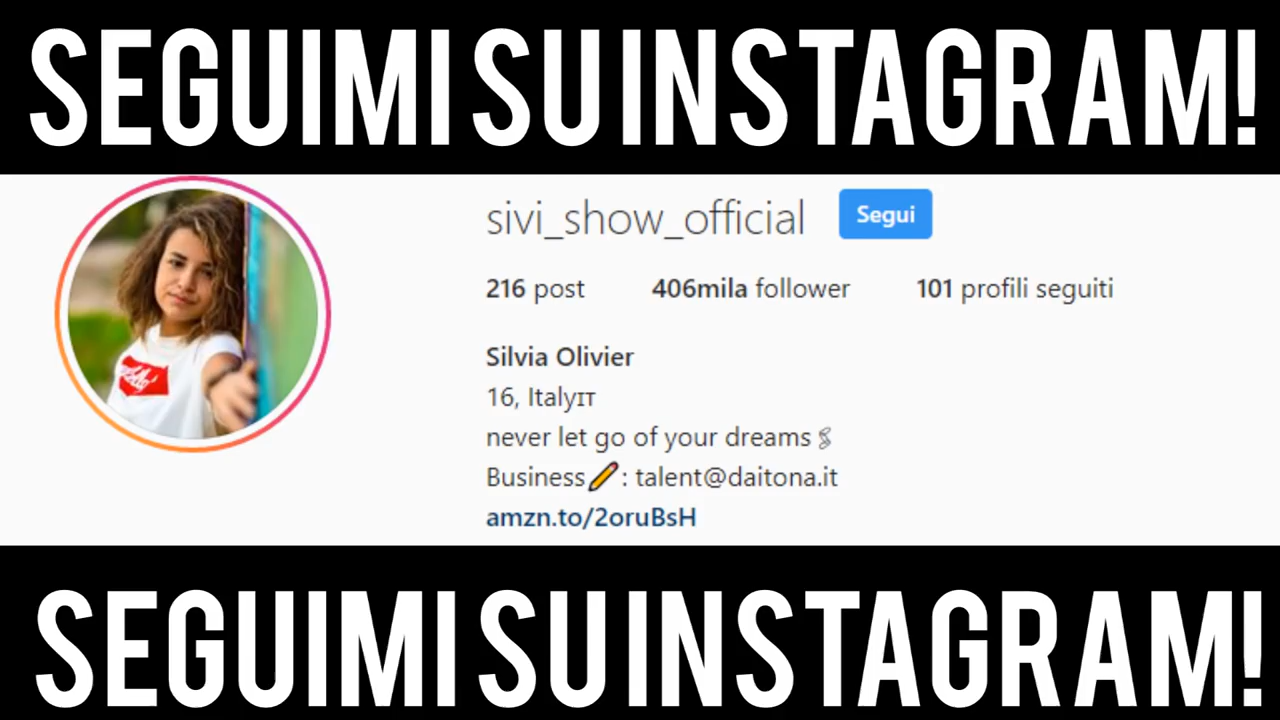 SEGUIMI SU INSTAGRAM!
sivi_show_official Segui
216 post 406mila follower 101 profili seguiti
Silvia Olivier
16, Italyɪᴛ
never let go of your dreams
Business✏️: talent@daitona.it
amzn.to/2oruBsH
SEGUIMI SU INSTAGRAM!